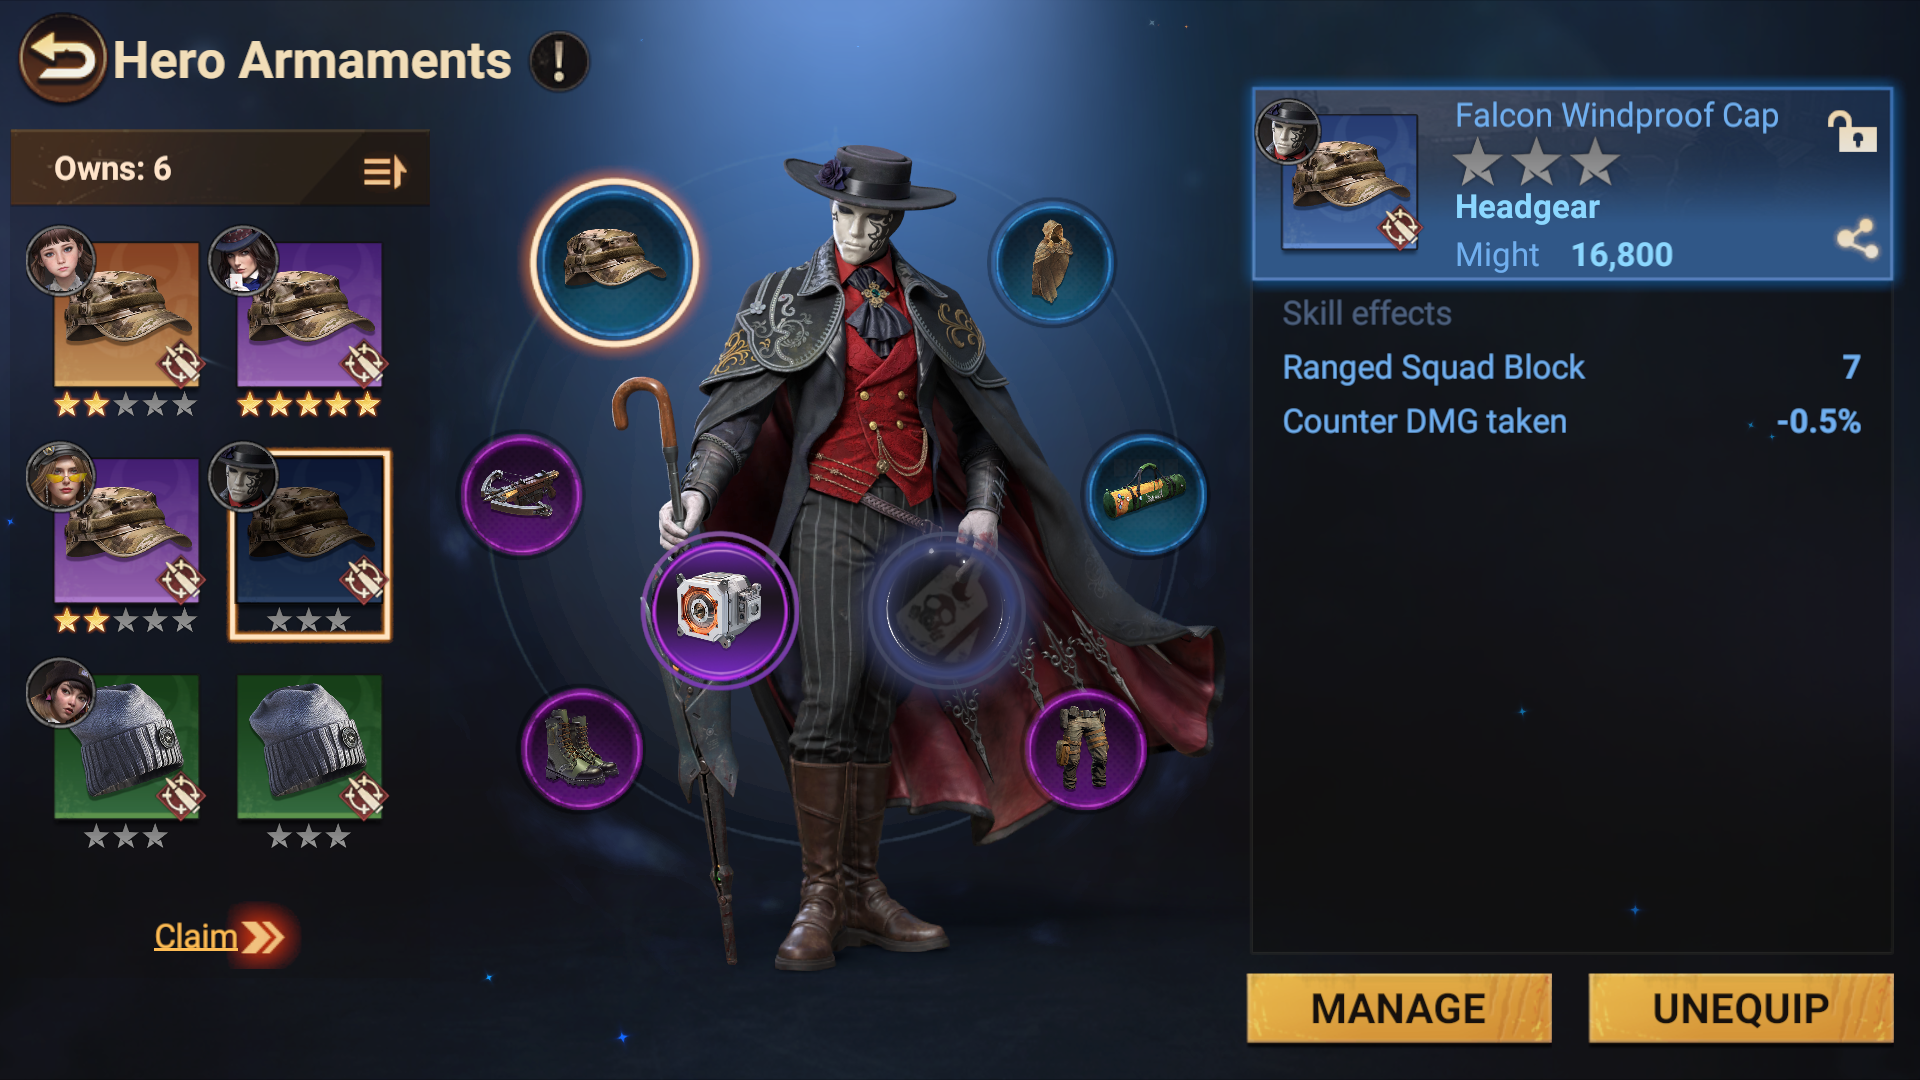 Hero Armaments
!
Owns: 6
Claim
Falcon Windproof Cap
Headgear
Might 16,800
Skill effects
Ranged Squad Block 7
Counter DMG taken -0.5%
MANAGE
UNEQUIP